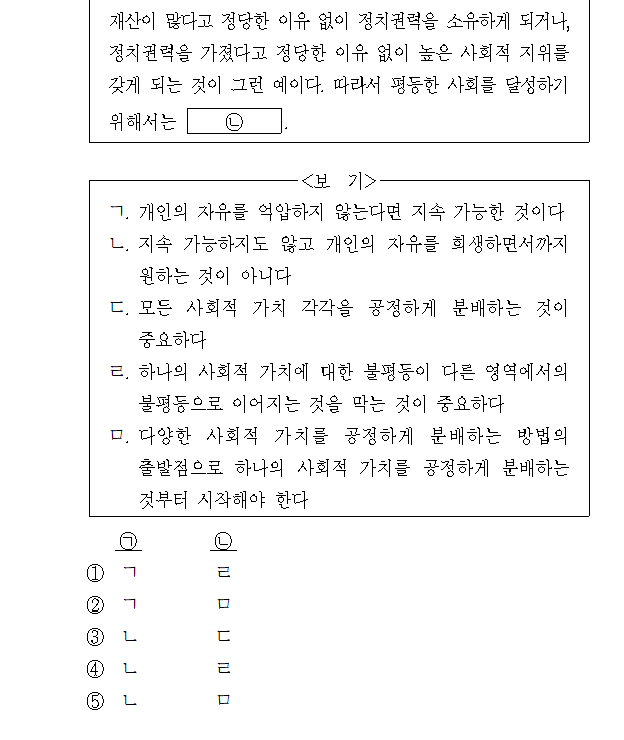 재산이 많다고 정당한 이유 없이 정치권력을 소유하게 되거나,
정치권력을 가졌다고 정당한 이유 없이 높은 사회적 지위를
갖게 되는 것이 그런 예이다. 따라서 평등한 사회를 달성하기
위해서는 ㉡.
<보 기>
ㄱ. 개인의 자유를 억압하지 않는다면 지속 가능한 것이다
ㄴ. 지속 가능하지도 않고 개인의 자유를 희생하면서까지
원하는 것이 아니다
ㄷ. 모든 사회적 가치 각각을 공정하게 분배하는 것이
중요하다
ㄹ. 하나의 사회적 가치에 대한 불평등이 다른 영역에서의
불평등으로 이어지는 것을 막는 것이 중요하다
ㅁ. 다양한 사회적 가치를 공정하게 분배하는 방법의
출발점으로 하나의 사회적 가치를 공정하게 분배하는
것부터 시작해야 한다
㉠ ㉡
① ㄱ ㄹ
② ㄱ ㅁ
③ ㄴ ㄷ
④ ㄴ ㄹ
⑤ ㄴ ㅁ